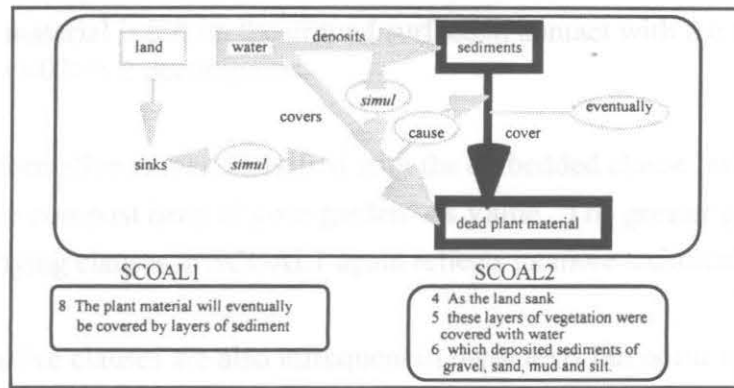 deposits
land
water
sediments
simul
eventually
covers
cause
cover
sinks
simul
dead plant material
SCOAL1
SCOAL2
8 The plant material will eventually
be covered by layers of sediment
4 As the land sank
5 these layers of vegetation were
covered with water
6 which deposited sediments of
gravel, sand, mud and silt.